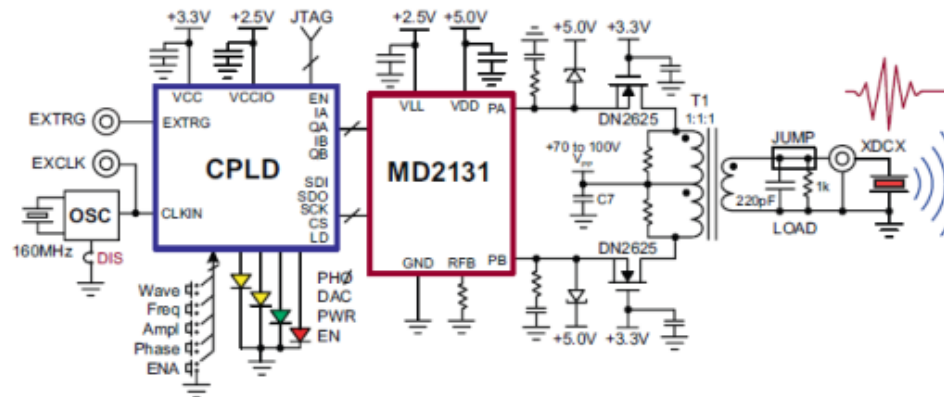 +3.3V
+2.5V
JTAG
+2.5V
+5.0V
+5.0V
+3.3V
VCC
VCCIO
EN
IA
QA
IB
QB
SDI
SDO
SCK
CS
LD
EXTRG
EXTRG
EXCLK
CPLD
OSC
CLKIN
160MHz
DIS
Wave
Freq
Ampl
Phase
ENA
PHØ
DAC
PWR
EN
VLL
VDD
PA
MD2131
GND
RFB
PB
DN2625
T1
1:1:1
+70 to 100V
VPP
C7
DN2625
+5.0V
+3.3V
JUMP
XDCX
1k
220pF
LOAD